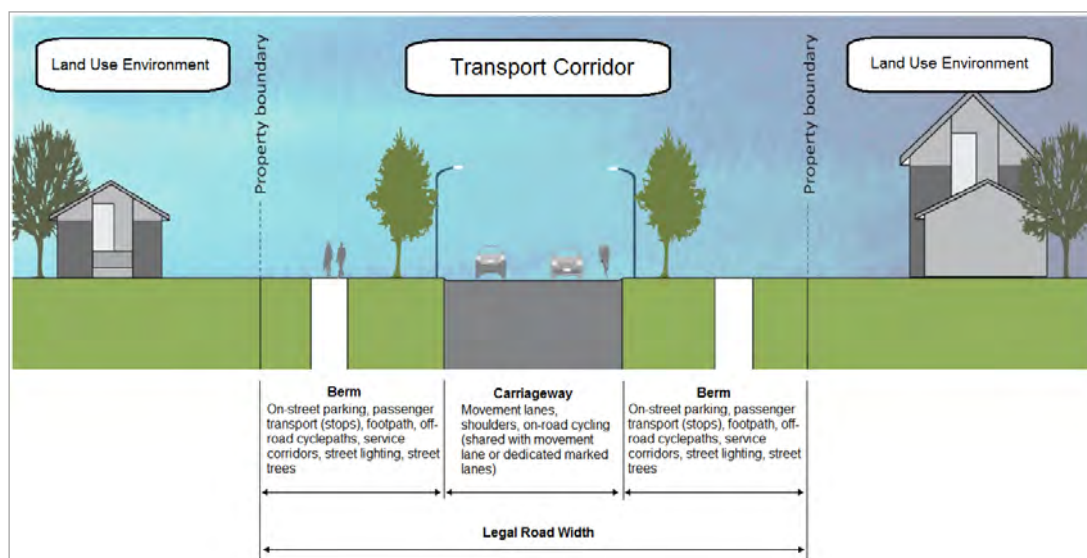 Land Use Environment
Transport Corridor
Land Use Environment
Property boundary
Property boundary
Berm
On-street parking, passenger
transport (stops), footpath, off-
road cyclepaths, service
corridors, street lighting, street
trees
Carriageway
Movement lanes,
shoulders, on-road cycling
(shared with movement
lane or dedicated marked
lanes)
Berm
On-street parking, passenger
transport (stops), footpath, off-
road cyclepaths, service
corridors, street lighting, street
trees
Legal Road Width